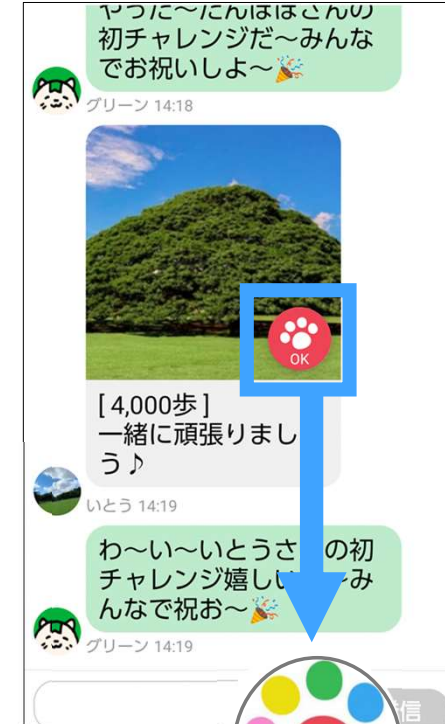 やった～たんぽぽさんの
初チャレンジだ～みんな
でお祝いしよ～🎉
グリーン 14:18
OK
[ 4,000歩 ]
一緒に頑張りまし
う♪
いとう 14:19
わ～い～いとうさ の初
チャレンジ嬉し ～み
んなで祝お～🎉
グリーン 14:19
信